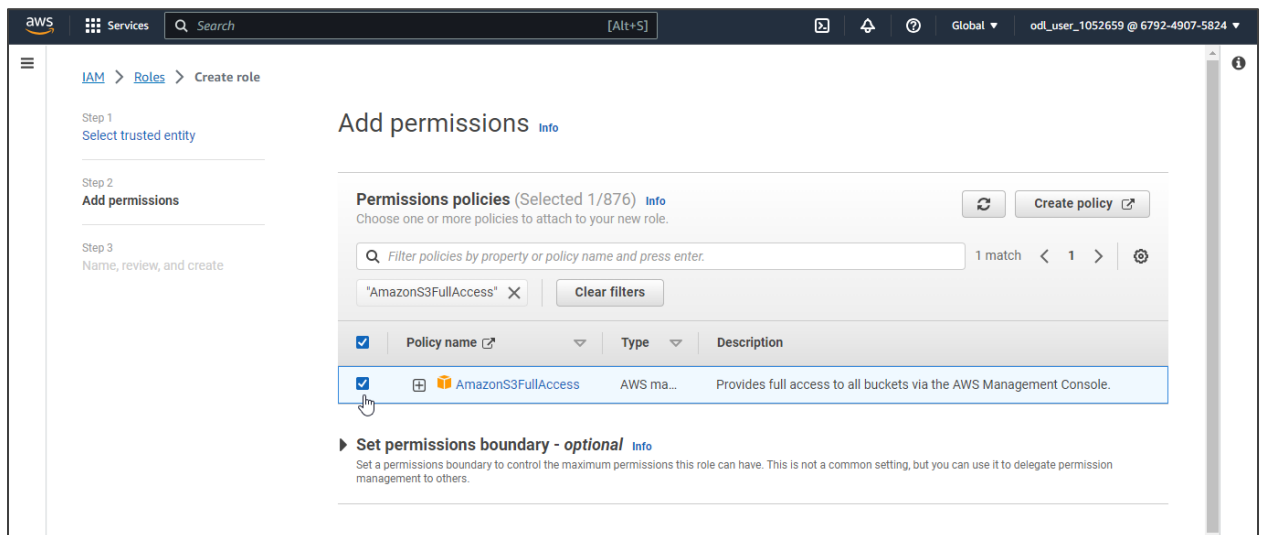 aws Services Search [Alt+S] Global ▼ odl_user_1052659 @ 6792-4907-5824 ▼
IAM > Roles > Create role
Step 1
Select trusted entity
Step 2
Add permissions
Step 3
Name, review, and create
Add permissions Info
Permissions policies (Selected 1/876) Info
Choose one or more policies to attach to your new role.
Create policy
Filter policies by property or policy name and press enter.
1 match < 1 >
"AmazonS3FullAccess" Clear filters
Policy name Type Description
AmazonS3FullAccess AWS ma... Provides full access to all buckets via the AWS Management Console.
Set permissions boundary - optional Info
Set a permissions boundary to control the maximum permissions this role can have. This is not a common setting, but you can use it to delegate permission
management to others.